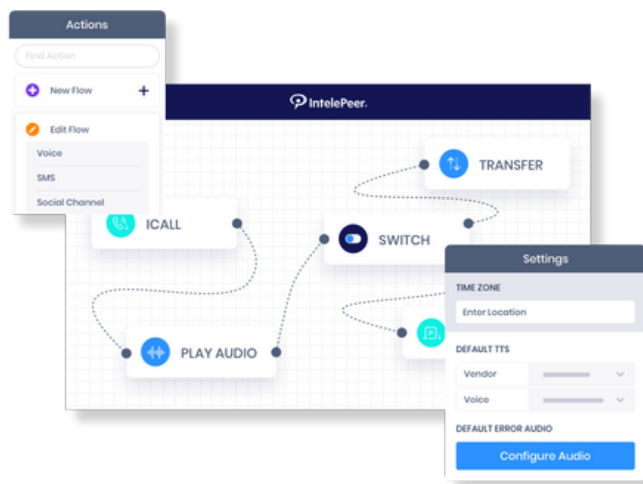 Actions
Find Action
New Flow
Edit Flow
Voice
SMS
Social Channel
IntelePeer.
TRANSFER
ICALL
SWITCH
PLAY AUDIO
Settings
TIME ZONE
Enter Location
DEFAULT TTS
Vendor
Voice
DEFAULT ERROR AUDIO
Configure Audio